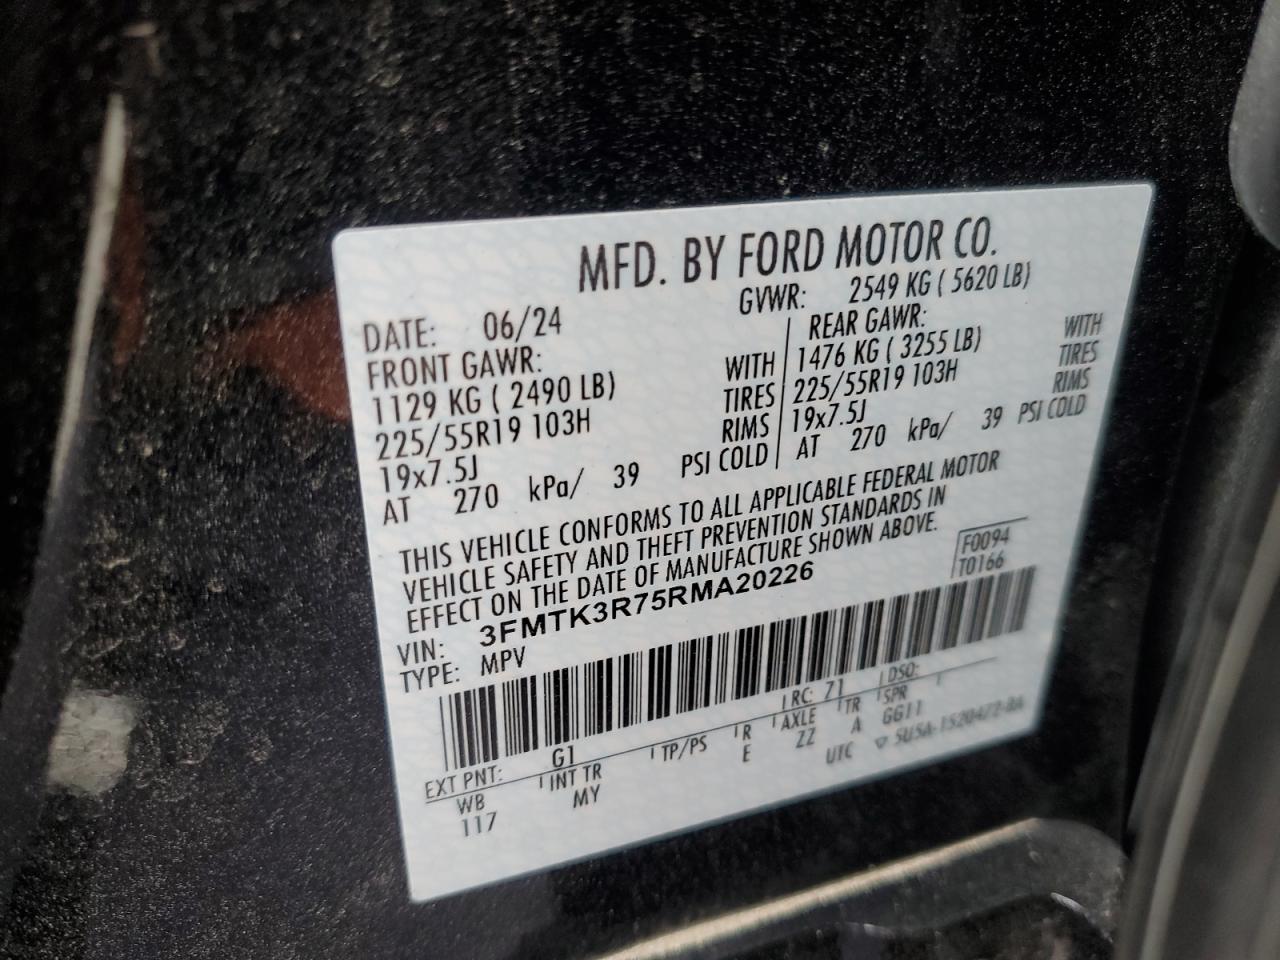 MFD. BY FORD MOTOR CO.
DATE: 06/24 GVWR: 2549 KG ( 5620 LB)
FRONT GAWR: REAR GAWR:
1129 KG ( 2490 LB) WITH 1476 KG ( 3255 LB) WITH
225/55R19 103H TIRES 225/55R19 103H TIRES
19x7.5J RIMS 19x7.5J RIMS
AT 270 kPa/ 39 PSI COLD AT 270 kPa/ 39 PSI COLD
THIS VEHICLE CONFORMS TO ALL APPLICABLE FEDERAL MOTOR
VEHICLE SAFETY AND THEFT PREVENTION STANDARDS IN
EFFECT ON THE DATE OF MANUFACTURE SHOWN ABOVE.
F0094
T0166
VIN: 3FMTK3R75RMA20226
TYPE: MPV
EXT PNT: G1 RC: 71 DSO:
WB INT TR TP/PS R AXLE TR SPR
117 MY E ZZ A GG11
UTC ▽ 5U5A-1520472-BA